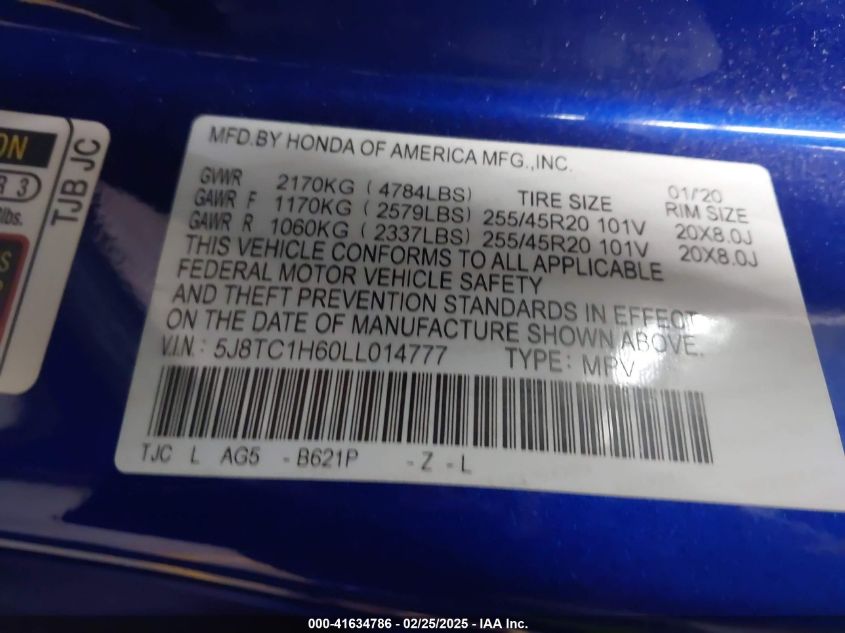 ON
R 3
lbs.
S
P
TJB JC
MFD.BY HONDA OF AMERICA MFG.,INC.
GVWR 2170KG (4784LBS) TIRE SIZE 01/20 RIM SIZE
GAWR F 1170KG (2579LBS) 255/45R20 101V 20X8.0J
GAWR R 1060KG (2337LBS) 255/45R20 101V 20X8.0J
THIS VEHICLE CONFORMS TO ALL APPLICABLE
FEDERAL MOTOR VEHICLE SAFETY
AND THEFT PREVENTION STANDARDS IN EFFECT
ON THE DATE OF MANUFACTURE SHOWN ABOVE.
V.I.N: 5J8TC1H60LL014777 TYPE: MPV
TJC L AG5 -B621P -Z -L
000-41634786 - 02/25/2025 - IAA Inc.